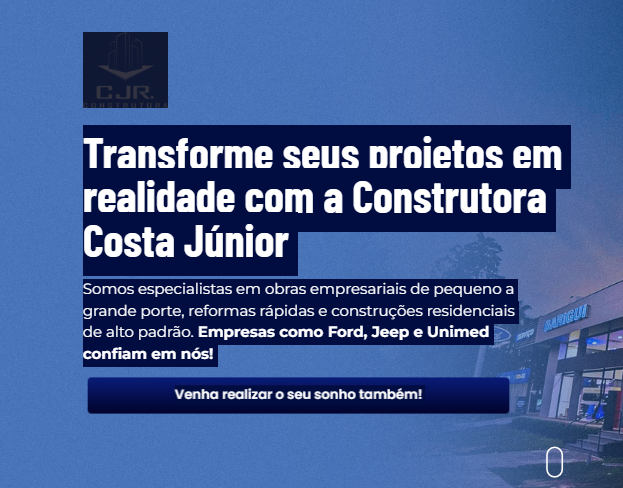 CJR.
CONSTRUTORA
Transforme seus projetos em
realidade com a Construtora
Costa Júnior
Somos especialistas em obras empresariais de pequeno a
grande porte, reformas rápidas e construções residenciais
de alto padrão. Empresas como Ford, Jeep e Unimed
confiam em nós!
BARIGUI
Venha realizar o seu sonho também!